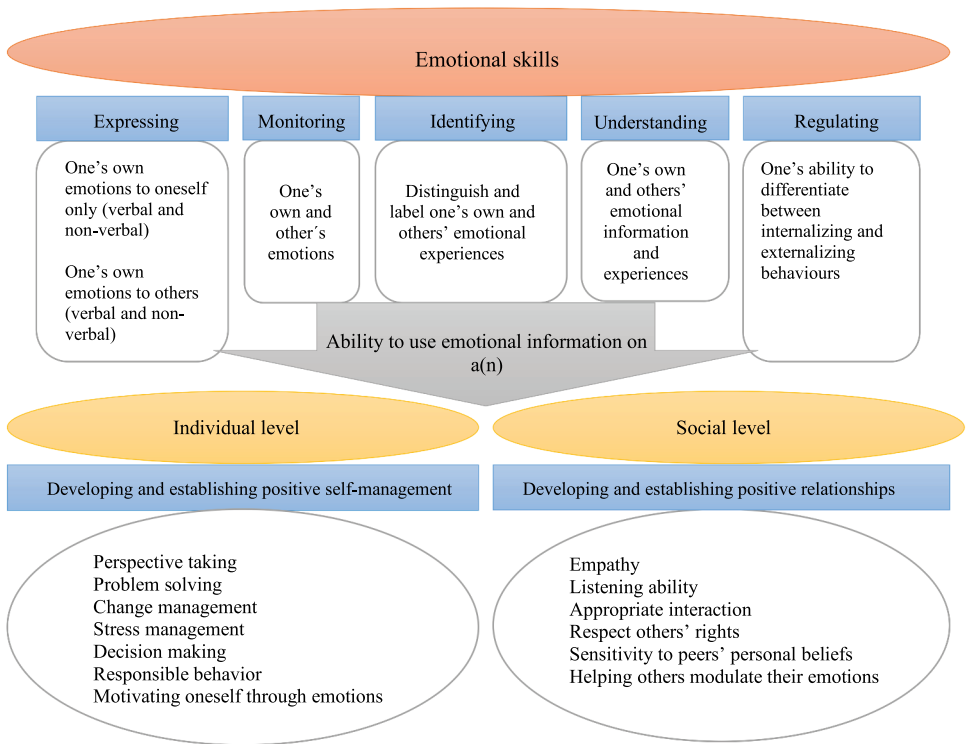 Emotional skills
Expressing
One’s own
emotions to oneself
only (verbal and
non-verbal)
One’s own
emotions to others
(verbal and non-
verbal)
Monitoring
One’s
own and
other´s
emotions
Identifying
Distinguish and
label one’s own and
others’ emotional
experiences
Understanding
One’s own
and others’
emotional
information
and
experiences
Regulating
One’s ability to
differentiate
between
internalizing and
externalizing
behaviours
Ability to use emotional information on
a(n)
Individual level
Developing and establishing positive self-management
Perspective taking
Problem solving
Change management
Stress management
Decision making
Responsible behavior
Motivating oneself through emotions
Social level
Developing and establishing positive relationships
Empathy
Listening ability
Appropriate interaction
Respect others’ rights
Sensitivity to peers’ personal beliefs
Helping others modulate their emotions